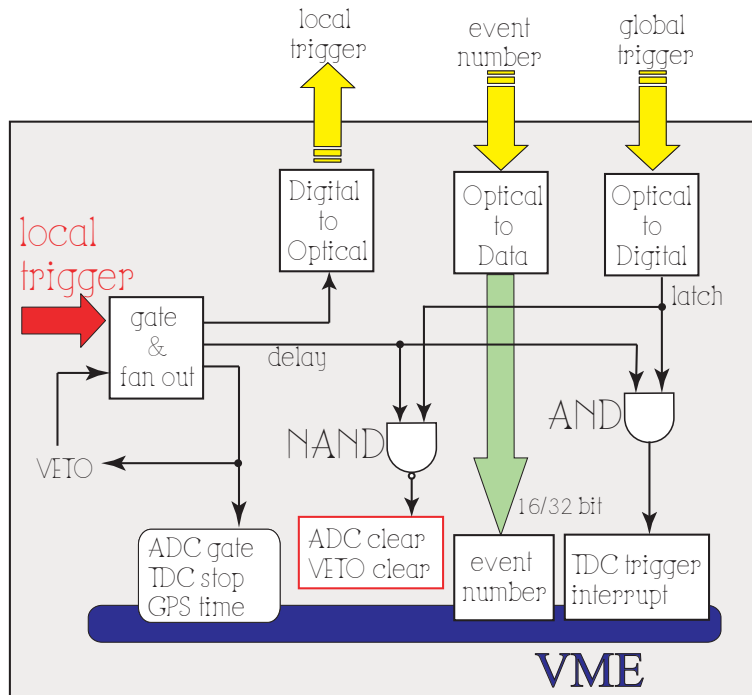 local
trigger
event
number
global
trigger
Digital
to
Optical
Optical
to
Data
Optical
to
Digital
local
trigger
latch
gate
&
fan out
delay
AND
NAND
VETO
16/32 bit
ADC gate
TDC stop
GPS time
ADC clear
VETO clear
event
number
TDC trigger
interrupt
VME